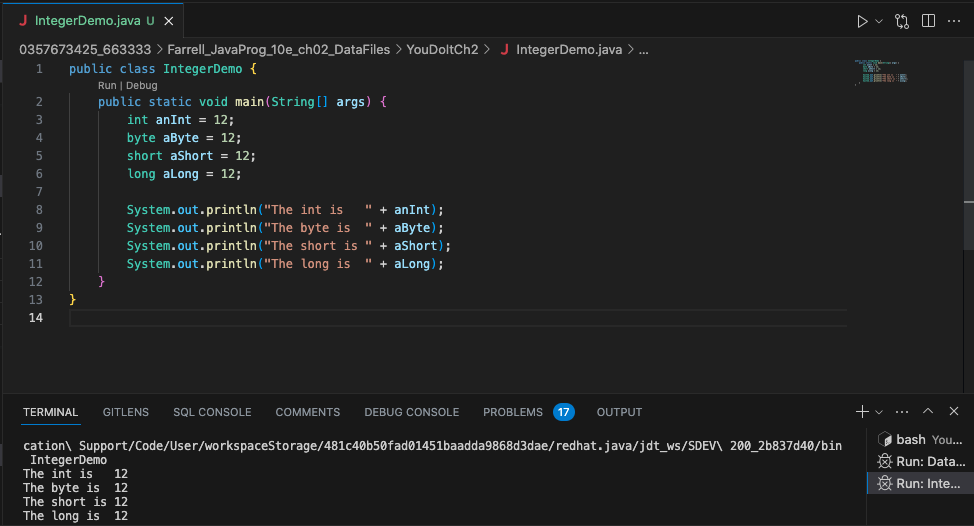 J IntegerDemo.java U ×
0357673425_663333 > Farrell_JavaProg_10e_ch02_DataFiles > YouDoItCh2 > J IntegerDemo.java > ...
1 public class IntegerDemo {
Run | Debug
2     public static void main(String[] args) {
3         int anInt = 12;
4         byte aByte = 12;
5         short aShort = 12;
6         long aLong = 12;
7
8         System.out.println("The int is   " + anInt);
9         System.out.println("The byte is  " + aByte);
10         System.out.println("The short is " + aShort);
11         System.out.println("The long is  " + aLong);
12     }
13 }
14
TERMINAL GITLENS SQL CONSOLE COMMENTS DEBUG CONSOLE PROBLEMS 17 OUTPUT
cation\ Support/Code/User/workspaceStorage/481c40b50fad01451baadda9868d3dae/redhat.java/jdt_ws/SDEV\ 200_2b837d40/bin
 IntegerDemo
The int is   12
The byte is  12
The short is 12
The long is  12
bash You...
Run: Data...
Run: Inte...